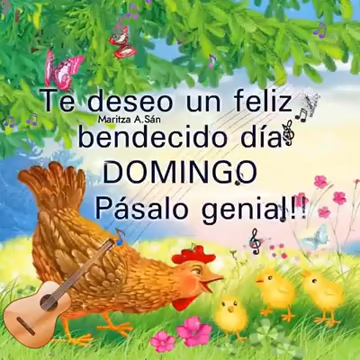 Te deseo un feliz
Maritza A.Sán
bendecido día
DOMINGO
Pásalo genial!!